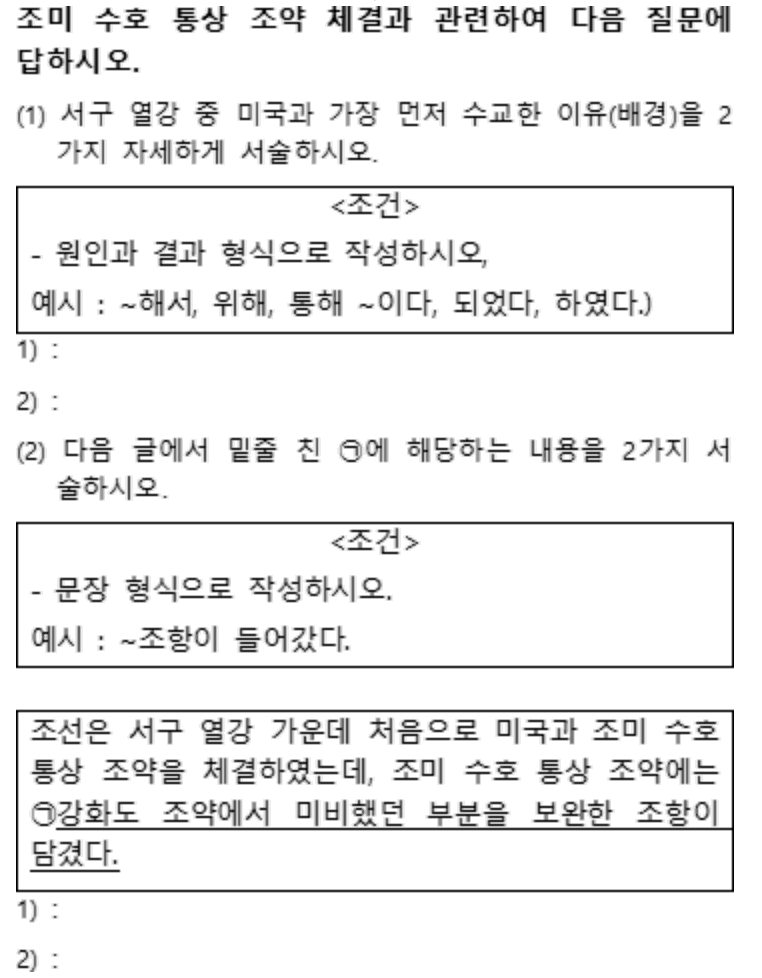 조미 수호 통상 조약 체결과 관련하여 다음 질문에
답하시오.
(1) 서구 열강 중 미국과 가장 먼저 수교한 이유(배경)을 2
가지 자세하게 서술하시오.
<조건>
- 원인과 결과 형식으로 작성하시오,
예시 : ~해서, 위해, 통해 ~이다, 되었다, 하였다.)
1) :
2) :
(2) 다음 글에서 밑줄 친 ㉠에 해당하는 내용을 2가지 서
술하시오.
<조건>
- 문장 형식으로 작성하시오.
예시 : ~조항이 들어갔다.
조선은 서구 열강 가운데 처음으로 미국과 조미 수호
통상 조약을 체결하였는데, 조미 수호 통상 조약에는
㉠강화도 조약에서 미비했던 부분을 보완한 조항이
담겼다.
1) :
2) :